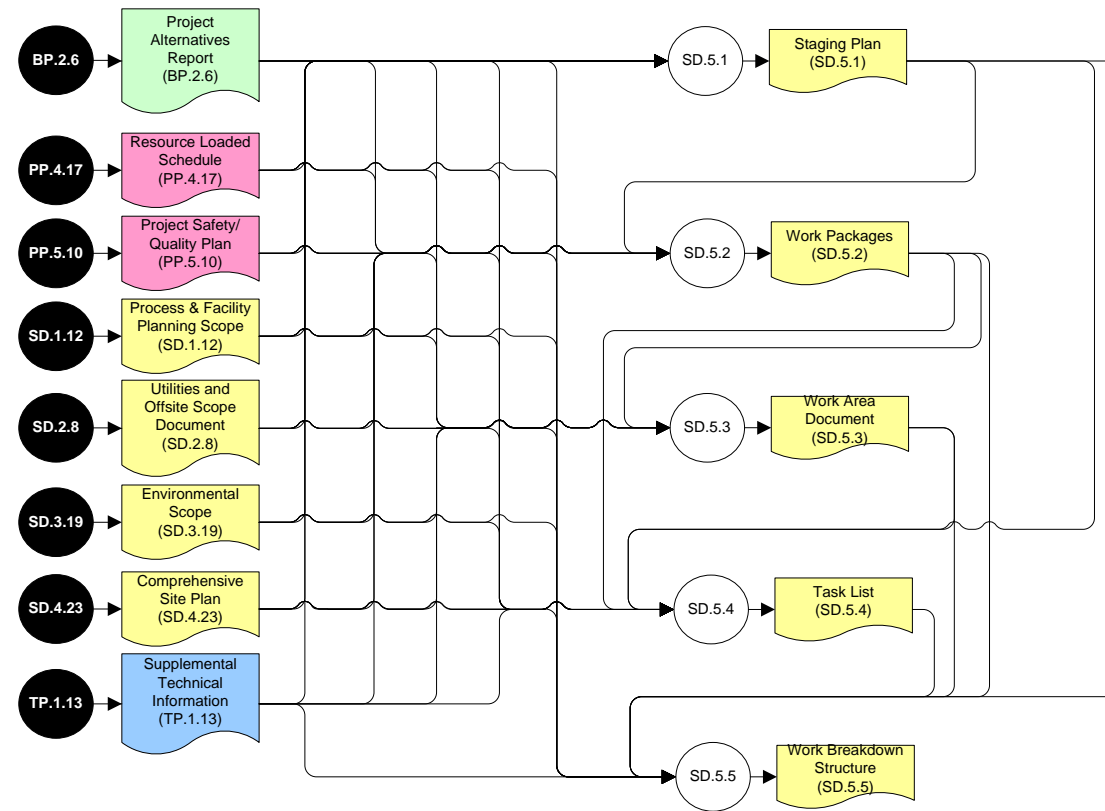 BP.2.6
Project
Alternatives
Report
(BP.2.6)
SD.5.1
Staging Plan
(SD.5.1)
PP.4.17
Resource Loaded
Schedule
(PP.4.17)
PP.5.10
Project Safety/
Quality Plan
(PP.5.10)
SD.5.2
Work Packages
(SD.5.2)
SD.1.12
Process & Facility
Planning Scope
(SD.1.12)
SD.2.8
Utilities and
Offsite Scope
Document
(SD.2.8)
SD.5.3
Work Area
Document
(SD.5.3)
SD.3.19
Environmental
Scope
(SD.3.19)
SD.4.23
Comprehensive
Site Plan
(SD.4.23)
SD.5.4
Task List
(SD.5.4)
TP.1.13
Supplemental
Technical
Information
(TP.1.13)
SD.5.5
Work Breakdown
Structure
(SD.5.5)